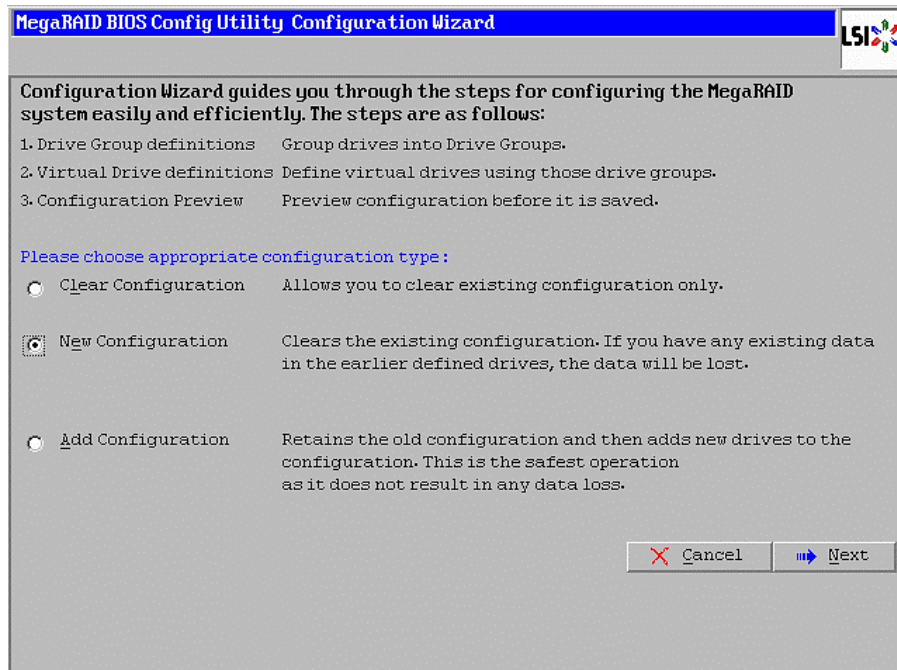 MegaRAID BIOS Config Utility Configuration Wizard
LSI
Configuration Wizard guides you through the steps for configuring the MegaRAID
system easily and efficiently. The steps are as follows:
1. Drive Group definitions Group drives into Drive Groups.
2. Virtual Drive definitions Define virtual drives using those drive groups.
3. Configuration Preview Preview configuration before it is saved.
Please choose appropriate configuration type:
Clear Configuration Allows you to clear existing configuration only.
New Configuration Clears the existing configuration. If you have any existing data
in the earlier defined drives, the data will be lost.
Add Configuration Retains the old configuration and then adds new drives to the
configuration. This is the safest operation
as it does not result in any data loss.
Cancel Next